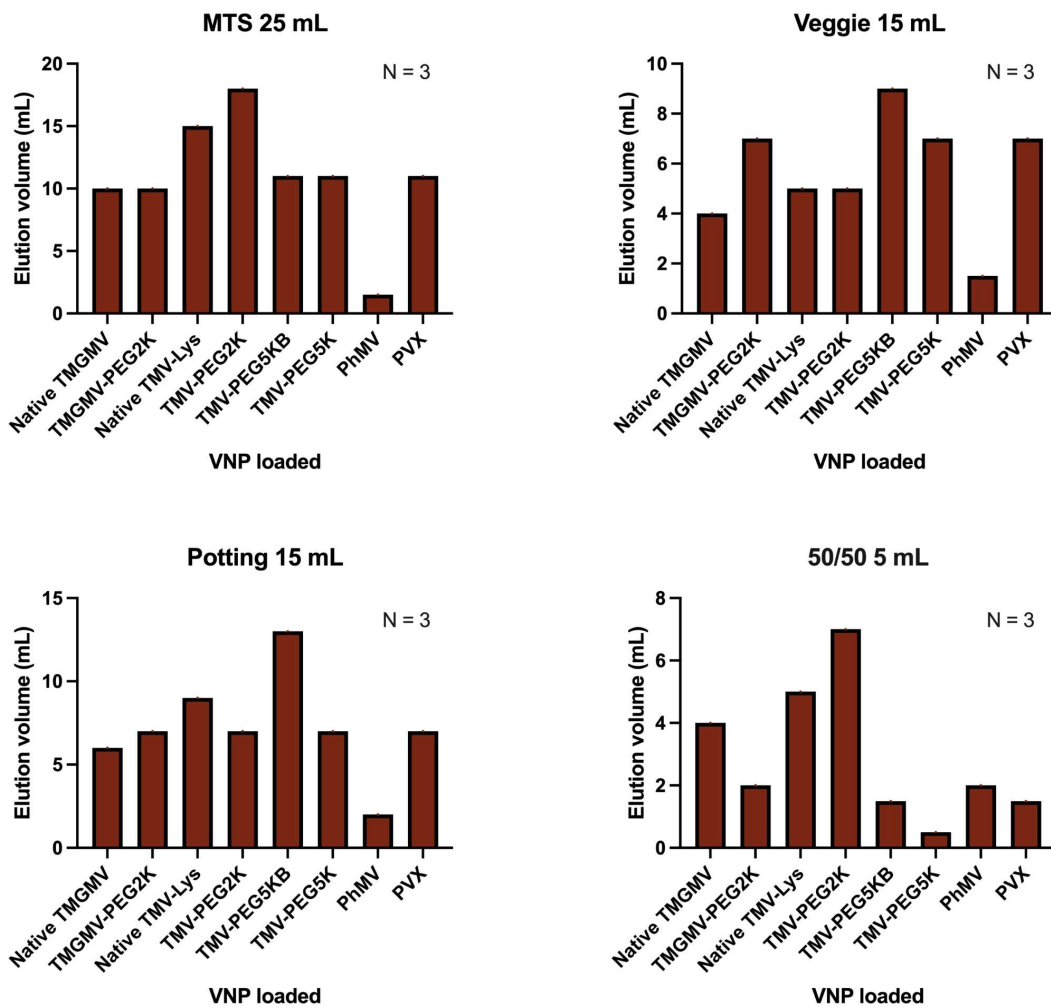 MTS 25 mL
N = 3
Elution volume (mL)
20
15
10
5
0
Native TMGMV
TMGMV-PEG2K
Native TMV-Lys
TMV-PEG2K
TMV-PEG5KB
TMV-PEG5K
PhMV
PVX
VNP loaded
Veggie 15 mL
N = 3
Elution volume (mL)
10
8
6
4
2
0
Native TMGMV
TMGMV-PEG2K
Native TMV-Lys
TMV-PEG2K
TMV-PEG5KB
TMV-PEG5K
PhMV
PVX
VNP loaded
Potting 15 mL
N = 3
Elution volume (mL)
15
10
5
0
Native TMGMV
TMGMV-PEG2K
Native TMV-Lys
TMV-PEG2K
TMV-PEG5KB
TMV-PEG5K
PhMV
PVX
VNP loaded
50/50 5 mL
N = 3
Elution volume (mL)
8
6
4
2
0
Native TMGMV
TMGMV-PEG2K
Native TMV-Lys
TMV-PEG2K
TMV-PEG5KB
TMV-PEG5K
PhMV
PVX
VNP loaded